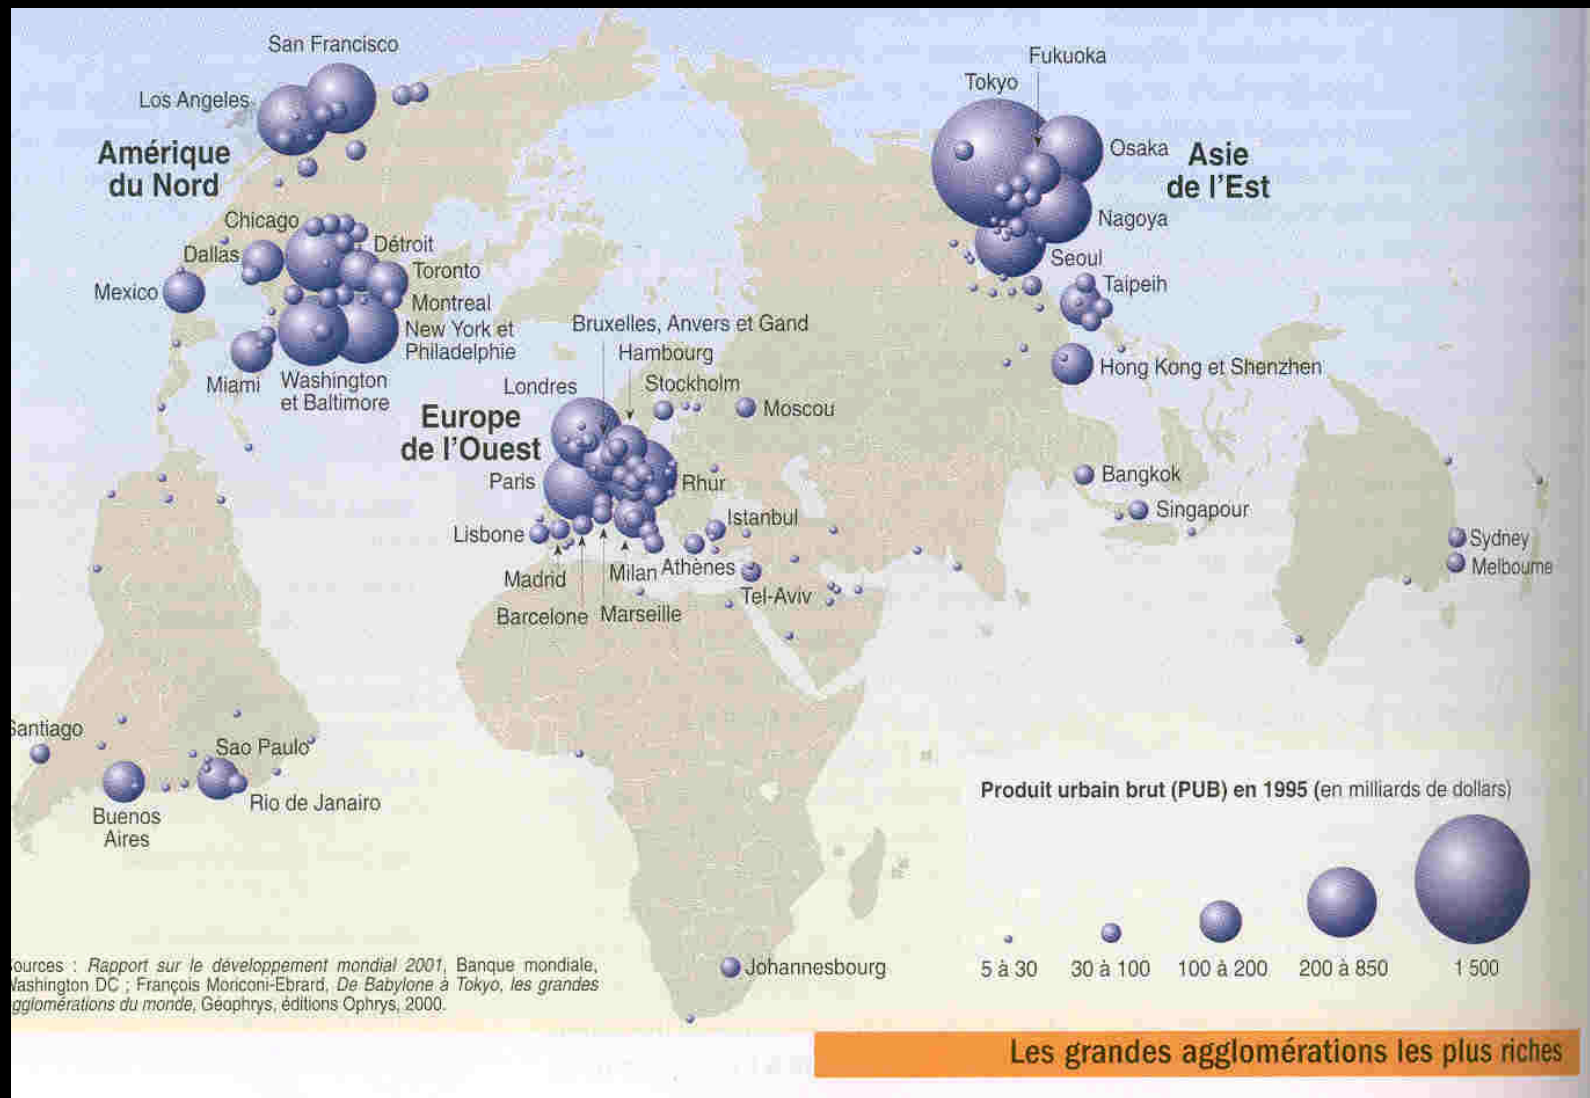 San Francisco
Fukuoka
Los Angeles
Tokyo
Amérique
du Nord
Osaka
Asie
de l'Est
Chicago
Nagoya
Détroit
Dallas
Toronto
Seoul
Mexico
Taipeih
Montreal
New York et
Philadelphie
Bruxelles, Anvers et Gand
Hambourg
Miami
Washington
et Baltimore
Londres
Stockholm
Hong Kong et Shenzhen
Europe
de l'Ouest
Moscou
Paris
Rhur
Bangkok
Lisbone
Istanbul
Singapour
Madrid
Milan
Athènes
Sydney
Melbourne
Barcelone
Marseille
Tel-Aviv
Santiago
Sao Paulo
Rio de Janairo
Buenos
Aires
Johannesbourg
Produit urbain brut (PUB) en 1995 (en milliards de dollars)
5 à 30
30 à 100
100 à 200
200 à 850
1 500
ources : Rapport sur le développement mondial 2001, Banque mondiale,
Washington DC ; François Moriconi-Ebrard, De Babylone à Tokyo, les grandes
agglomérations du monde, Géophrys, éditions Ophrys, 2000.
Les grandes agglomérations les plus riches